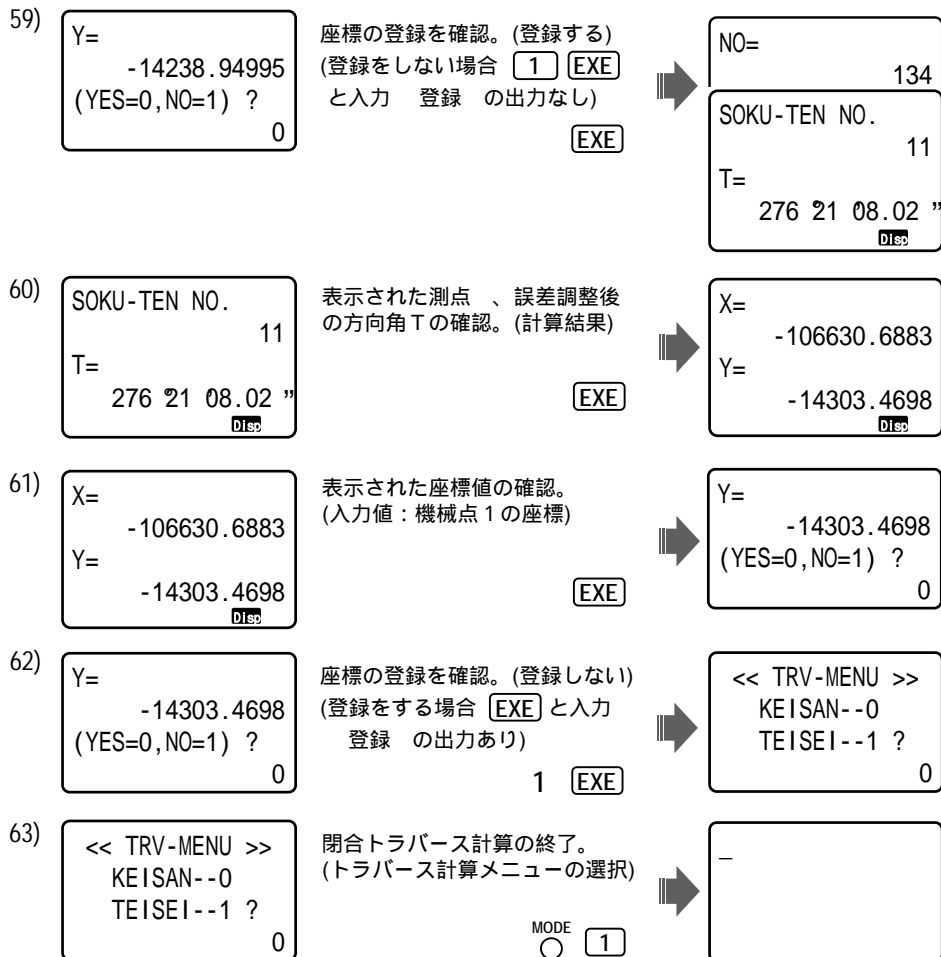 59)
Y=
-14238.94995
(YES=0,NO=1) ?
0
座標の登録を確認。(登録する)
(登録をしない場合 1 EXE
と入力 登録 の出力なし)
EXE
NO=
134
SOKU-TEN NO.
11
T=
276 21 08.02 ”
Disp
60)
SOKU-TEN NO.
11
T=
276 21 08.02 ”
Disp
表示された測点 、誤差調整後
の方向角Tの確認。(計算結果)
EXE
X=
-106630.6883
Y=
-14303.4698
Disp
61)
X=
-106630.6883
Y=
-14303.4698
Disp
表示された座標値の確認。
(入力値:機械点1の座標)
EXE
Y=
-14303.4698
(YES=0,NO=1) ?
0
62)
Y=
-14303.4698
(YES=0,NO=1) ?
0
座標の登録を確認。(登録しない)
(登録をする場合 EXE と入力
登録 の出力あり)
1 EXE
<< TRV-MENU >>
KEISAN--0
TEISEI--1 ?
0
63)
<< TRV-MENU >>
KEISAN--0
TEISEI--1 ?
0
閉合トラバース計算の終了。
(トラバース計算メニューの選択)
MODE
1
_